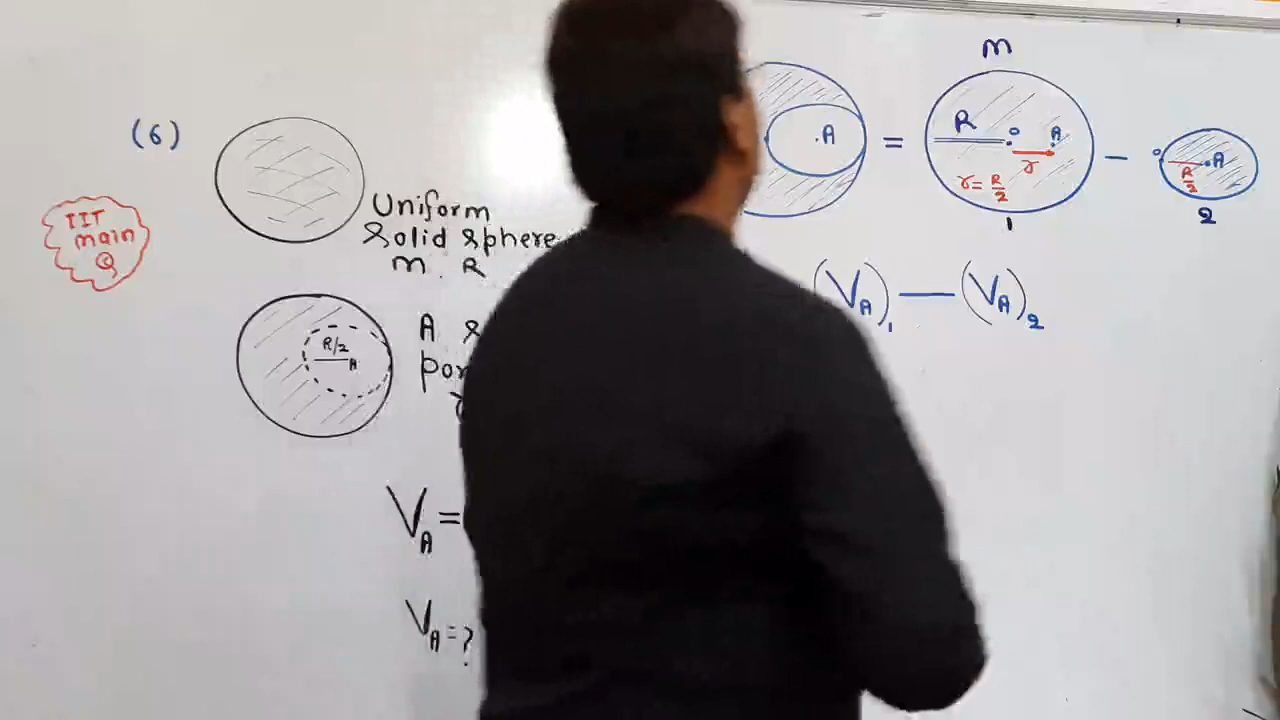 (6)
IIT
main
Q
Uniform
Solid sphere
M. R
R/2
A
A
V_A =
V_A = ?
.A
=
M
R
o
A
r
r = R/2
1
-
o
R/2
A
2
(V_A)_1 — (V_A)_2